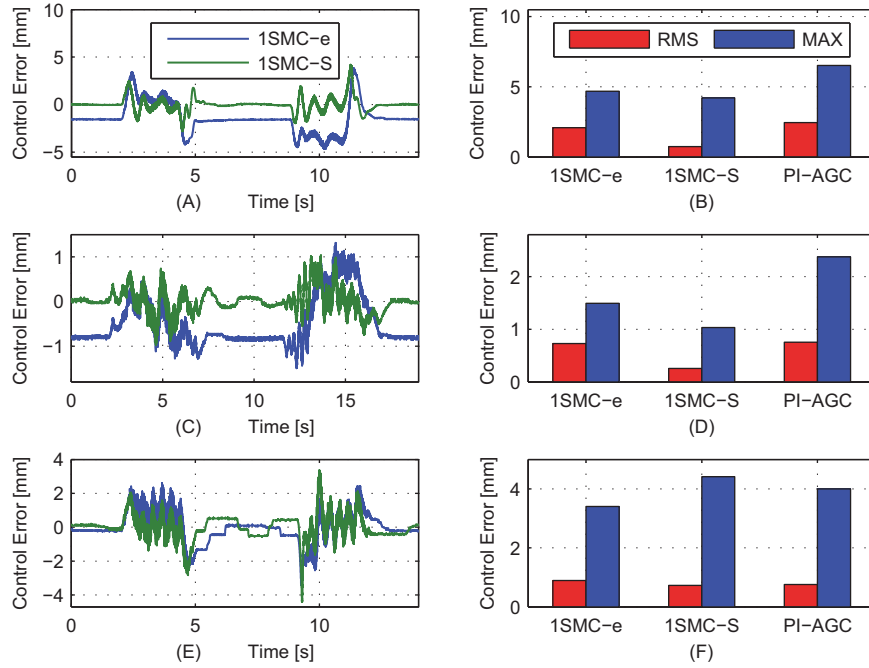 Control Error [mm]
10
5
0
−5
0
5
10
1SMC−e
1SMC−S
(A)
Time [s]
Control Error [mm]
10
5
0
RMS
MAX
1SMC−e
1SMC−S
PI−AGC
(B)
Control Error [mm]
1
0
−1
0
5
10
15
(C)
Time [s]
Control Error [mm]
2
1
0
1SMC−e
1SMC−S
PI−AGC
(D)
Control Error [mm]
4
2
0
−2
−4
0
5
10
(E)
Time [s]
Control Error [mm]
4
2
0
1SMC−e
1SMC−S
PI−AGC
(F)